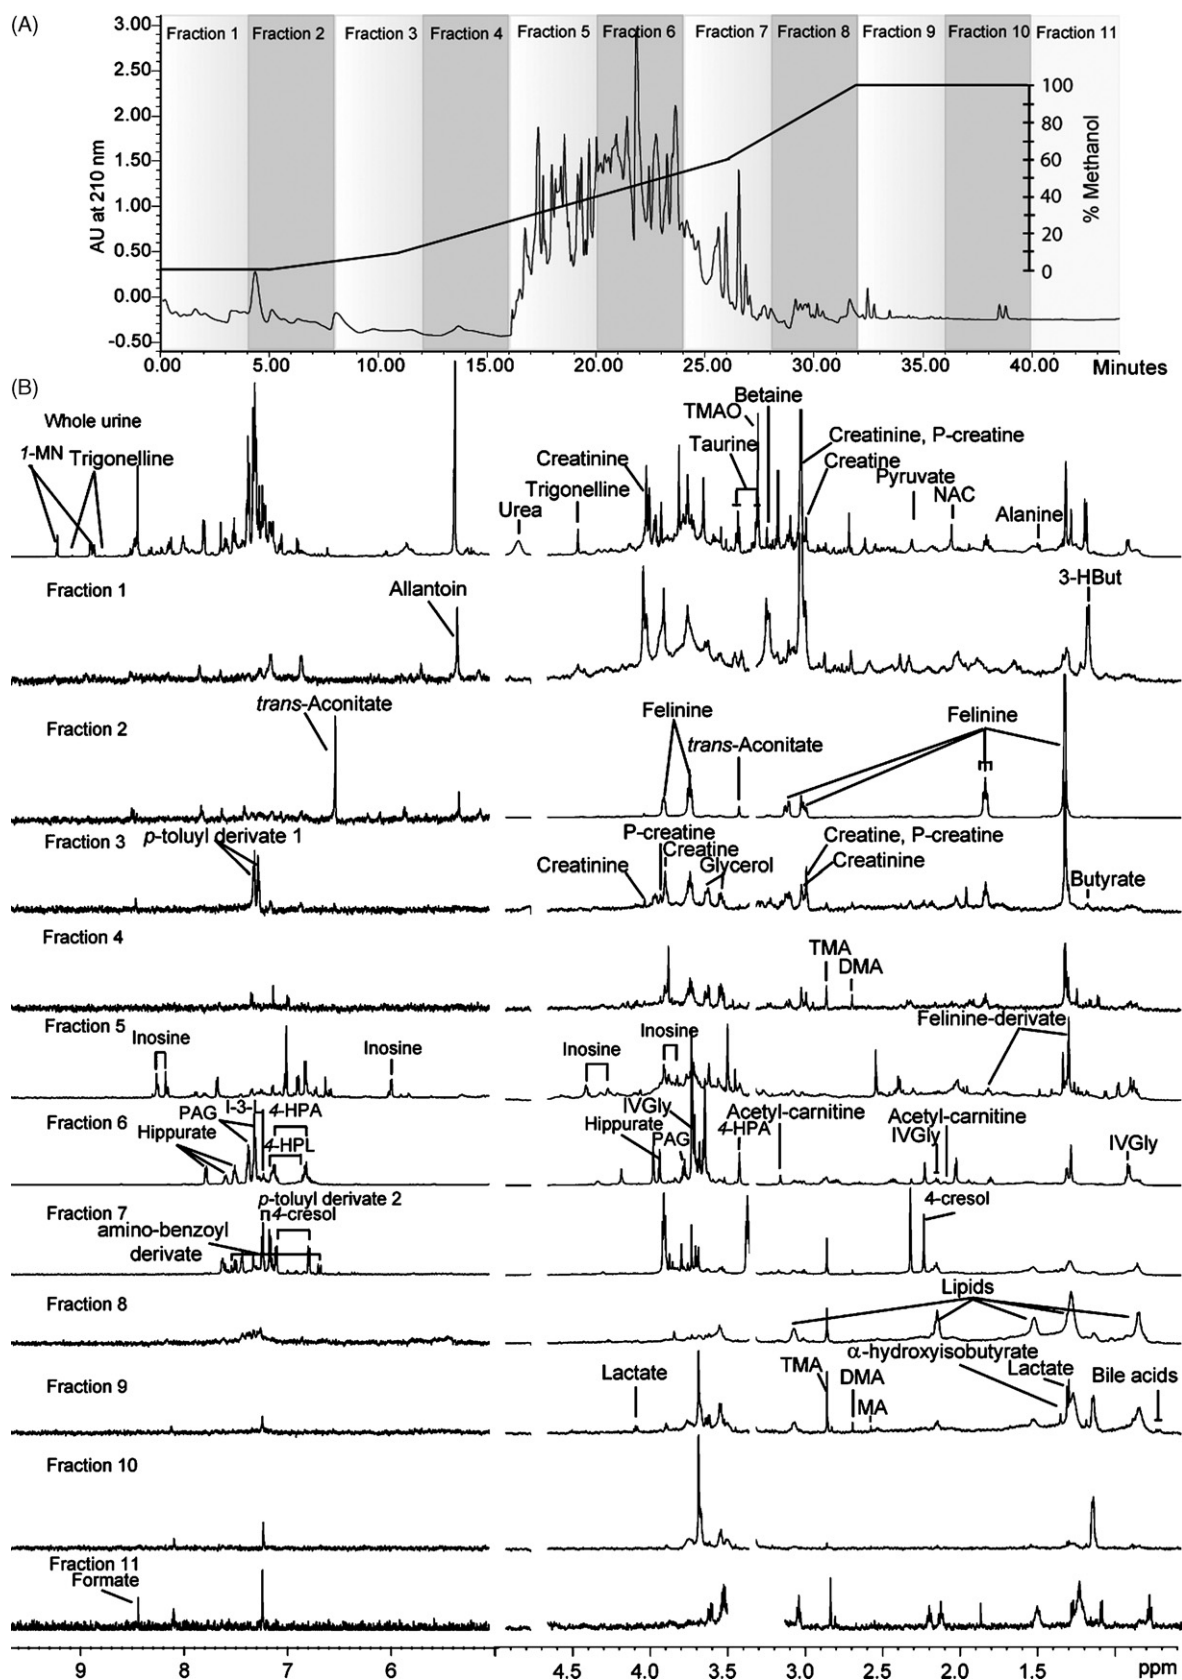 (A)
Fraction 1 Fraction 2 Fraction 3 Fraction 4 Fraction 5 Fraction 6 Fraction 7 Fraction 8 Fraction 9 Fraction 10 Fraction 11
3.00
2.50
2.00
1.50
1.00
0.50
0.00
-0.50
AU at 210 nm
100
80
60
40
20
0
% Methanol
0.00 5.00 10.00 15.00 20.00 25.00 30.00 35.00 40.00 Minutes
(B)
Whole urine
1-MN
Trigonelline
Urea
Trigonelline
Creatinine
Taurine
TMAO
Betaine
Creatinine, P-creatine
Creatine
Pyruvate
NAC
Alanine
Fraction 1
Allantoin
3-HBut
Fraction 2
trans-Aconitate
Felinine
trans-Aconitate
Felinine
Fraction 3
p-toluyl derivate 1
Creatinine
P-creatine
Creatine
Glycerol
Creatine, P-creatine
Creatinine
Butyrate
Fraction 4
TMA
DMA
Fraction 5
Inosine
Inosine
Inosine
Inosine
Felinine-derivate
Fraction 6
Hippurate
PAG
I-3-L
4-HPA
4-HPL
Hippurate
IVGly
PAG
4-HPA
Acetyl-carnitine
Acetyl-carnitine
IVGly
IVGly
Fraction 7
p-toluyl derivate 2
4-cresol
amino-benzoyl
derivate
4-cresol
Fraction 8
Lipids
Fraction 9
Lactate
TMA
DMA
MA
α-hydroxyisobutyrate
Lactate
Bile acids
Fraction 10
Fraction 11
Formate
9 8 7 6 4.5 4.0 3.5 3.0 2.5 2.0 1.5 1.0 ppm